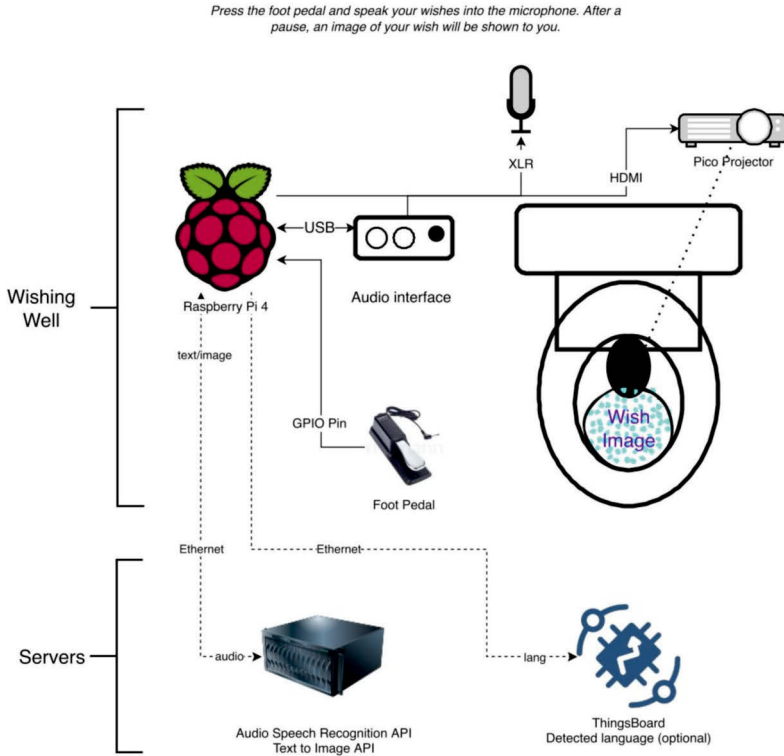 Press the foot pedal and speak your wishes into the microphone. After a
pause, an image of your wish will be shown to you.
XLR
HDMI
Pico Projector
USB
Audio interface
Raspberry Pi 4
Wishing
Well
text/image
GPIO Pin
Wish
Image
Foot Pedal
Ethernet
Ethernet
Servers
audio
lang
Audio Speech Recognition API
Text to Image API
ThingsBoard
Detected language (optional)